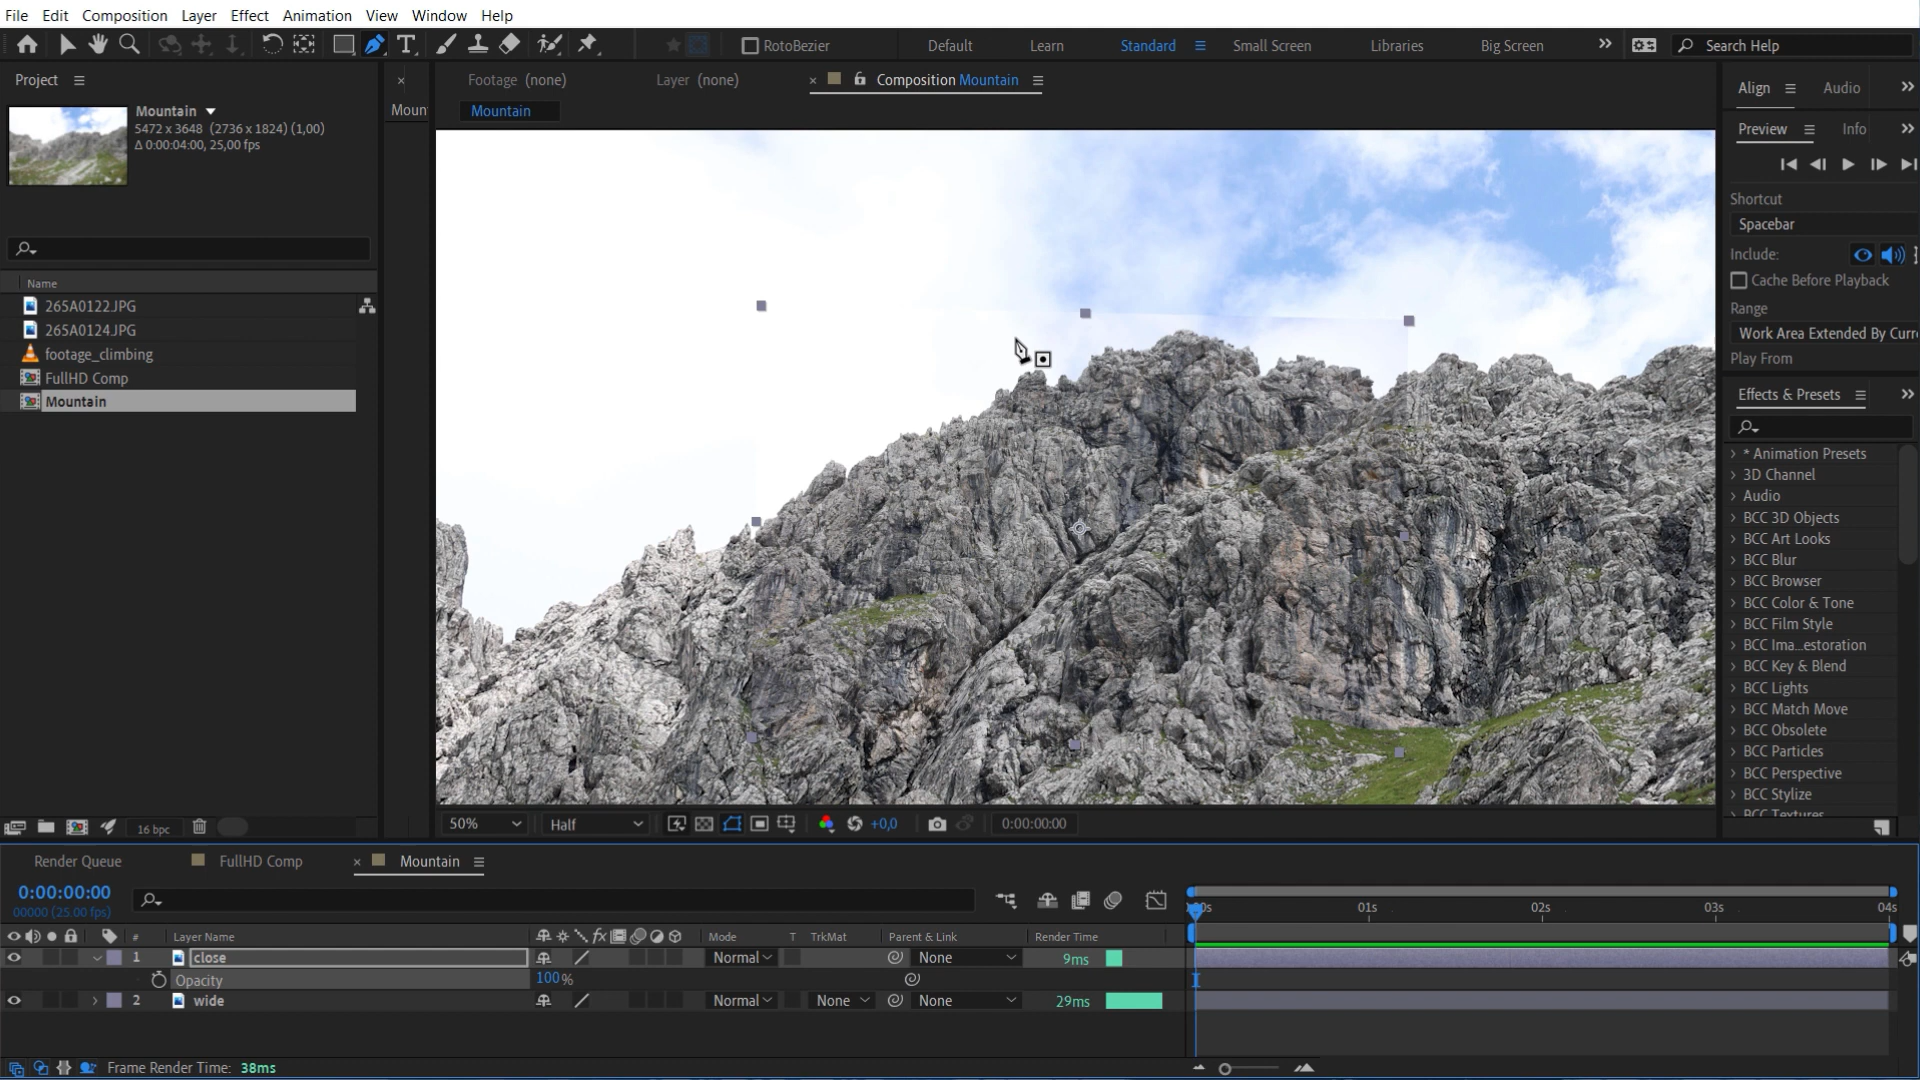 File Edit Composition Layer Effect Animation View Window Help
RotoBezier Default Learn Standard Small Screen Libraries Big Screen Search Help
Project
Footage (none) Layer (none) Composition Mountain
Align Audio
Mountain
5472 x 3648 (2736 x 1824) (1,00)
Δ 0:00:04:00, 25,00 fps
Moun
Mountain
Preview Info
Shortcut
Spacebar
Include:
Cache Before Playback
Range
Work Area Extended By Curr
Play From
Name
265A0122.JPG
265A0124.JPG
footage_climbing
FullHD Comp
Mountain
Effects & Presets
* Animation Presets
3D Channel
Audio
BCC 3D Objects
BCC Art Looks
BCC Blur
BCC Browser
BCC Color & Tone
BCC Film Style
BCC Ima...estoration
BCC Key & Blend
BCC Lights
BCC Match Move
BCC Obsolete
BCC Particles
BCC Perspective
BCC Stylize
BCC Textures
16 bpc
50% Half +0,0 0:00:00:00
Render Queue FullHD Comp Mountain
0:00:00:00
00000 (25.00 fps)
01s 02s 03s 04s
# Layer Name Mode T TrkMat Parent & Link Render Time
1 close Normal None 9ms
Opacity 100%
2 wide Normal None None 29ms
Frame Render Time: 38ms